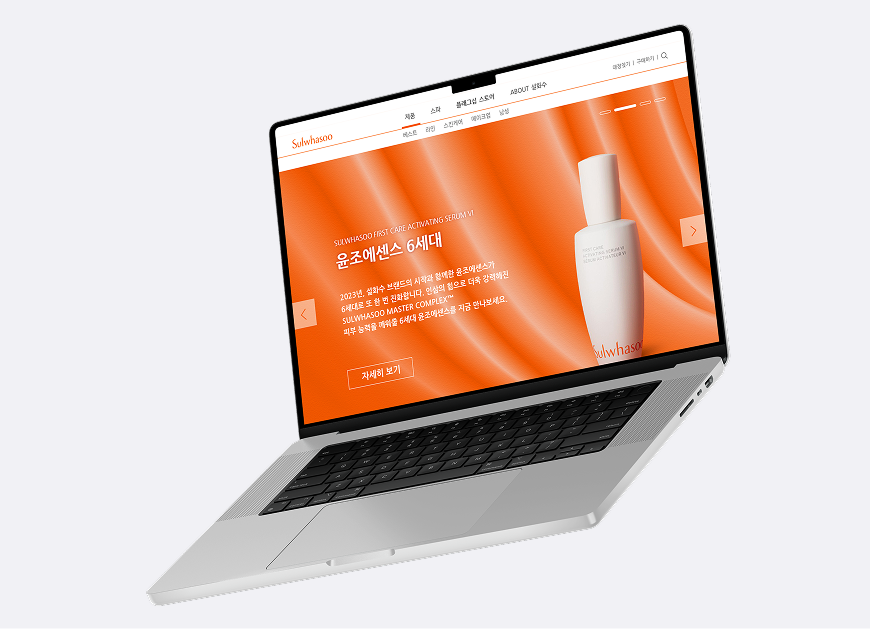 Sulwhasoo
제품 스파 플래그십 스토어 ABOUT 설화수
매장찾기 | 구매하기 |
베스트 라인 스킨케어 메이크업 남성
SULWHASOO FIRST CARE ACTIVATING SERUM VI
윤조에센스 6세대
2023년, 설화수 브랜드의 시작과 함께한 윤조에센스가
6세대로 또 한 번 진화합니다. 인삼의 힘으로 더욱 강력해진
SULWHASOO MASTER COMPLEX™
피부 능력을 깨워줄 6세대 윤조에센스를 지금 만나보세요.
자세히 보기
FIRST CARE
ACTIVATING SERUM VI
SÉRUM ACTIVATEUR VI
Sulwhasoo